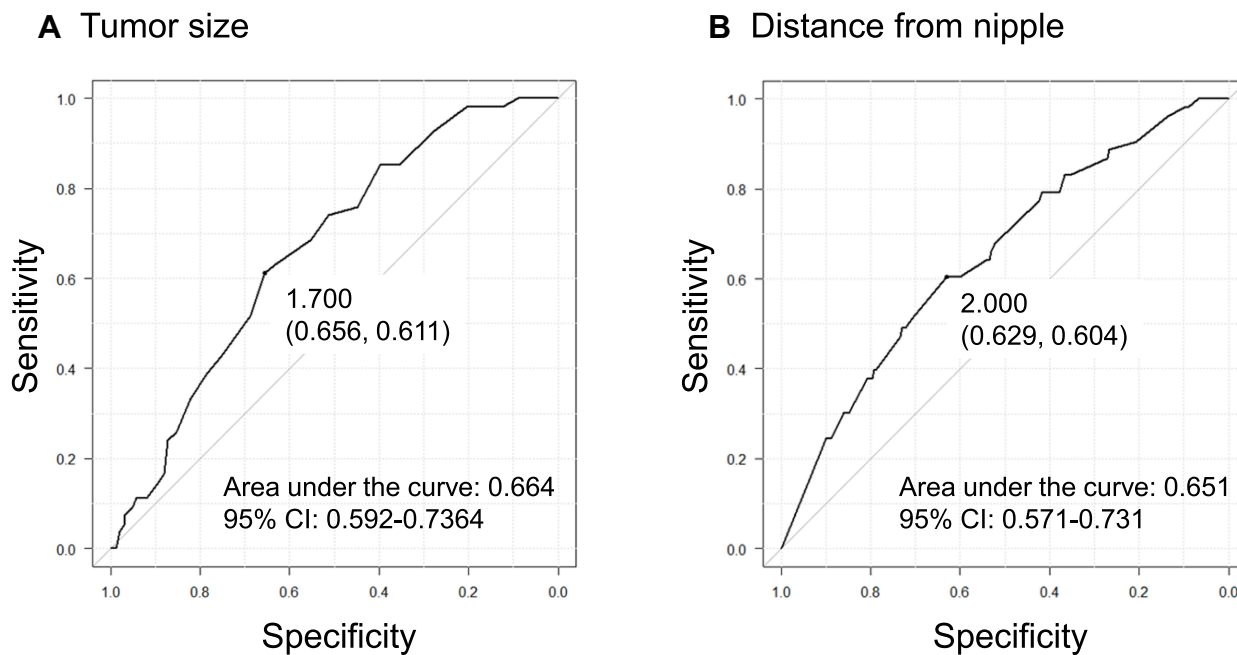 A Tumor size
1.0
0.8
0.6
0.4
0.2
0.0
Sensitivity
1.700
(0.656, 0.611)
Area under the curve: 0.664
95% CI: 0.592-0.7364
1.0 0.8 0.6 0.4 0.2 0.0
Specificity
B Distance from nipple
1.0
0.8
0.6
0.4
0.2
0.0
Sensitivity
2.000
(0.629, 0.604)
Area under the curve: 0.651
95% CI: 0.571-0.731
1.0 0.8 0.6 0.4 0.2 0.0
Specificity